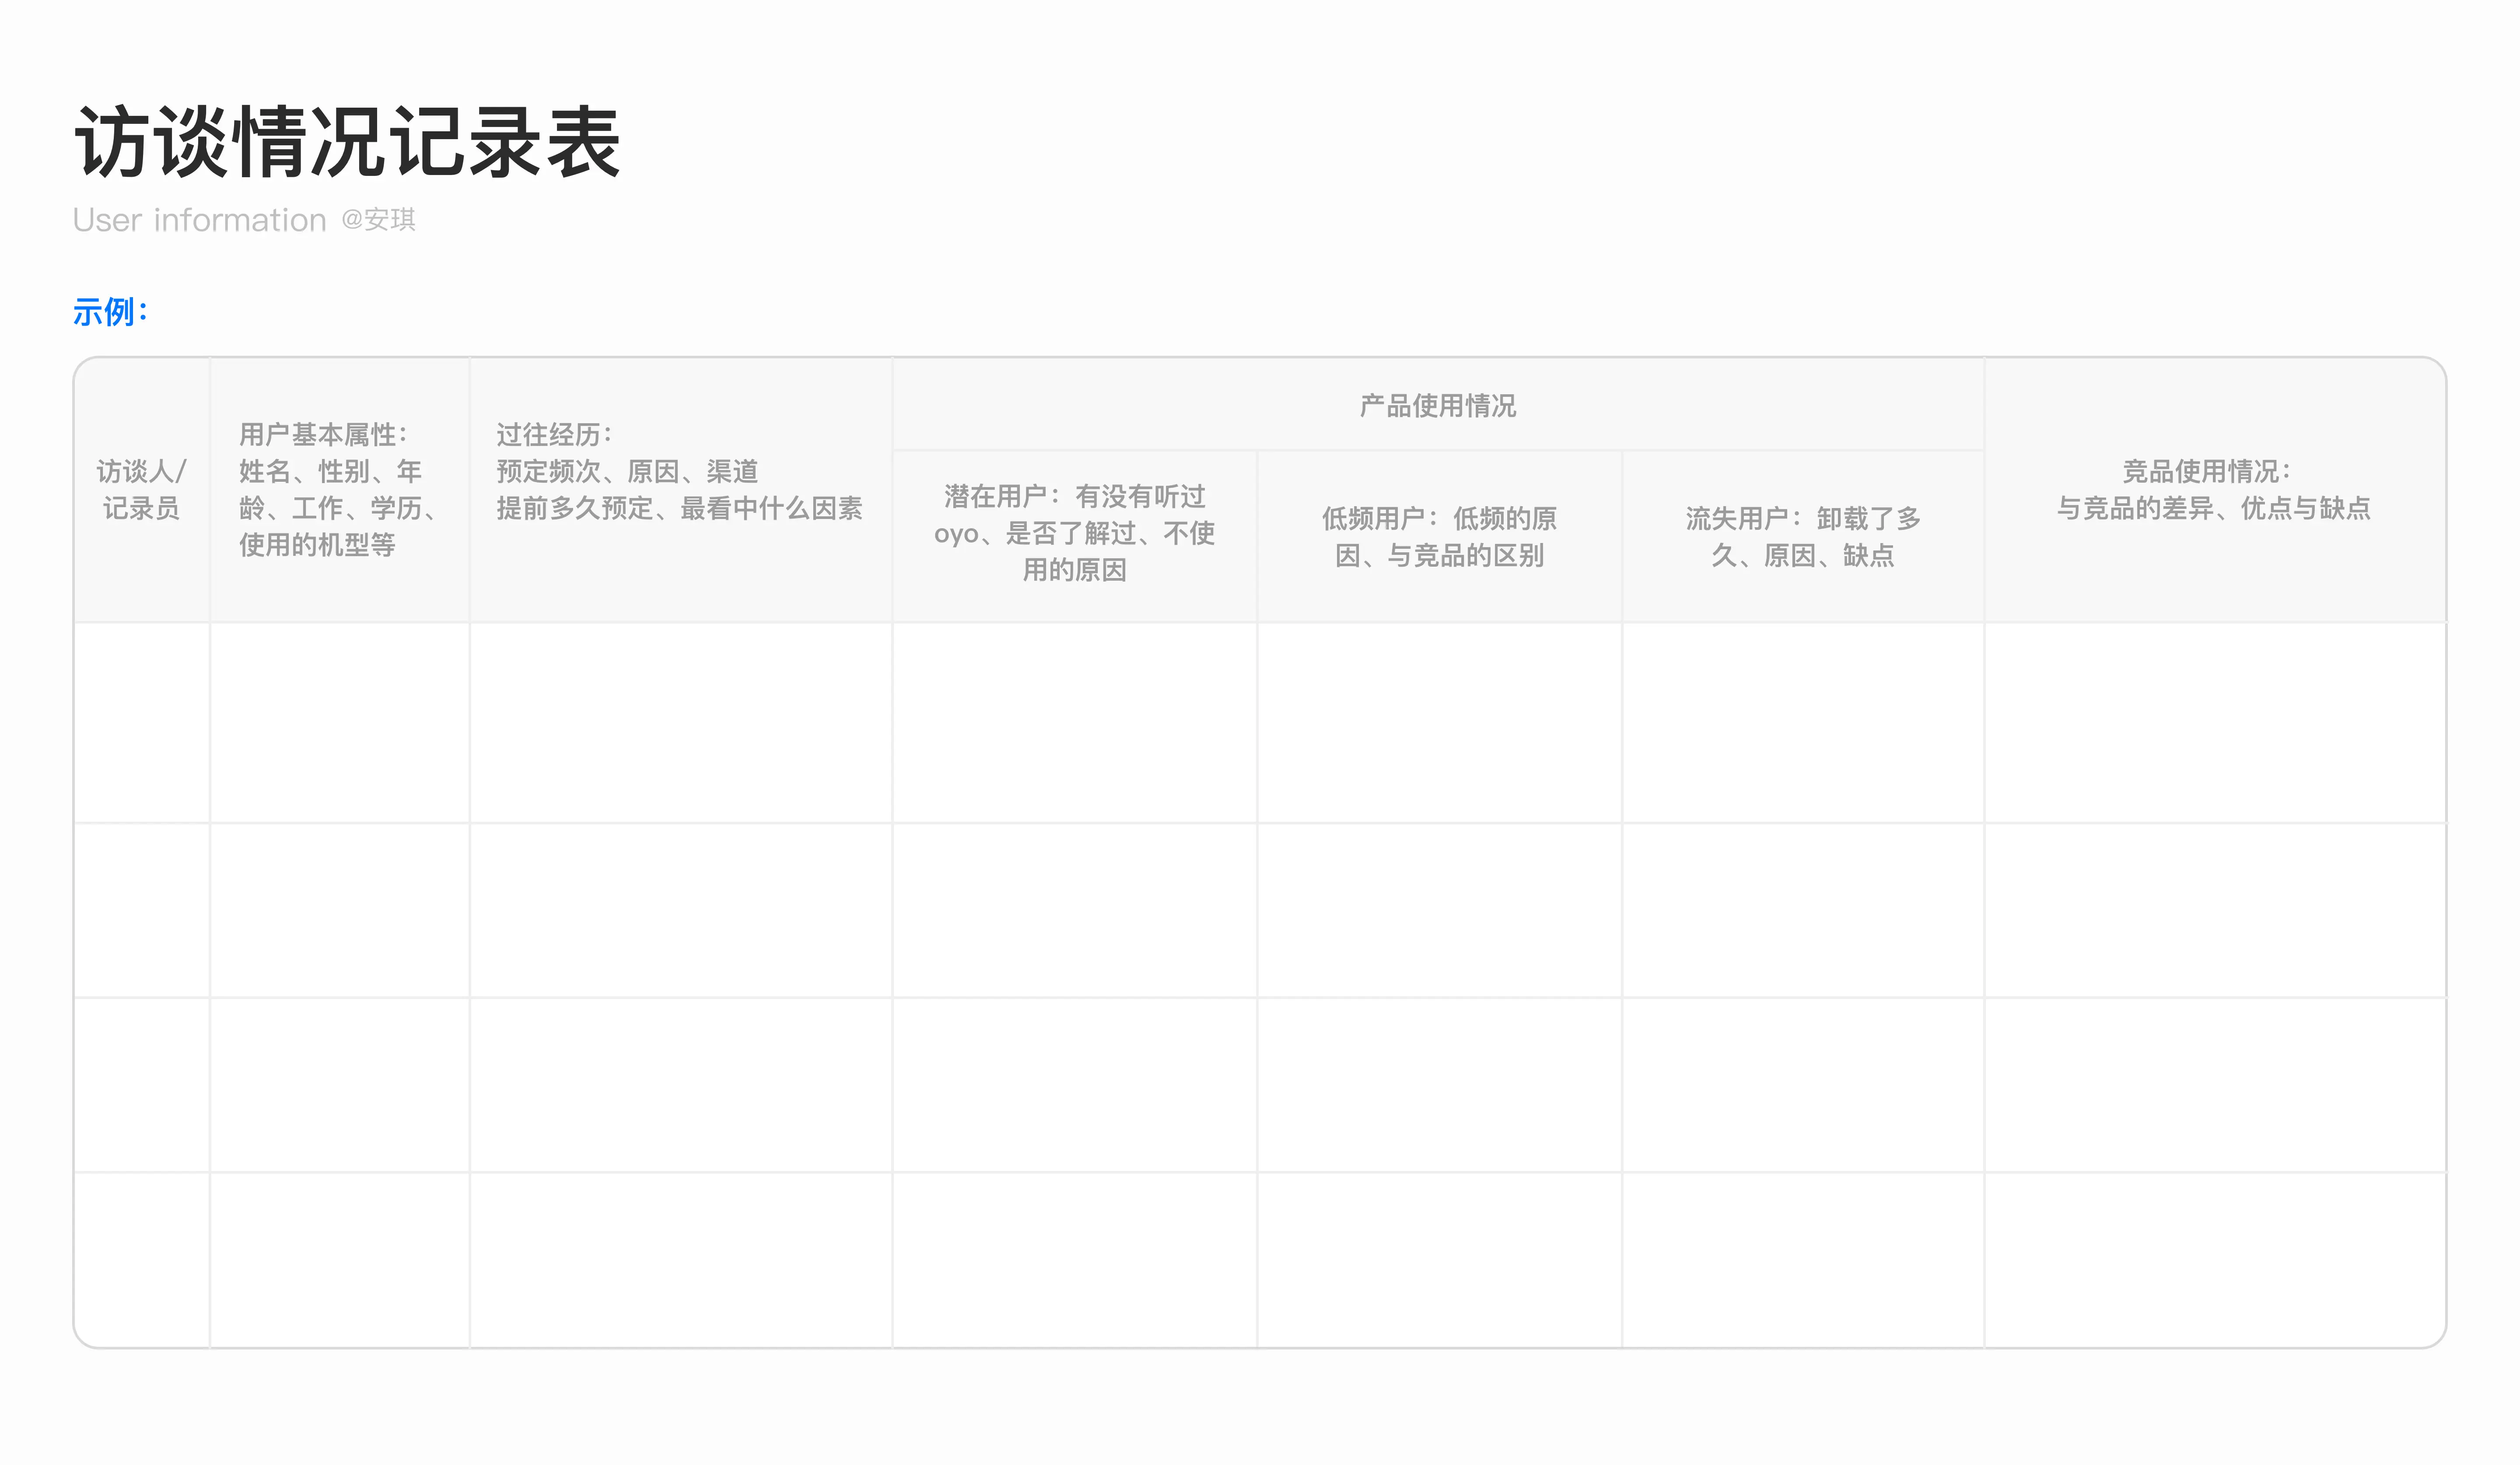 访谈情况记录表
User information @安琪
示例：
访谈人/
记录员
用户基本属性：
姓名、性别、年
龄、工作、学历、
使用的机型等
过往经历：
预定频次、原因、渠道
提前多久预定、最看中什么因素
产品使用情况
潜在用户：有没有听过
oyo、是否了解过、不使
用的原因
低频用户：低频的原
因、与竞品的区别
流失用户：卸载了多
久、原因、缺点
竞品使用情况：
与竞品的差异、优点与缺点